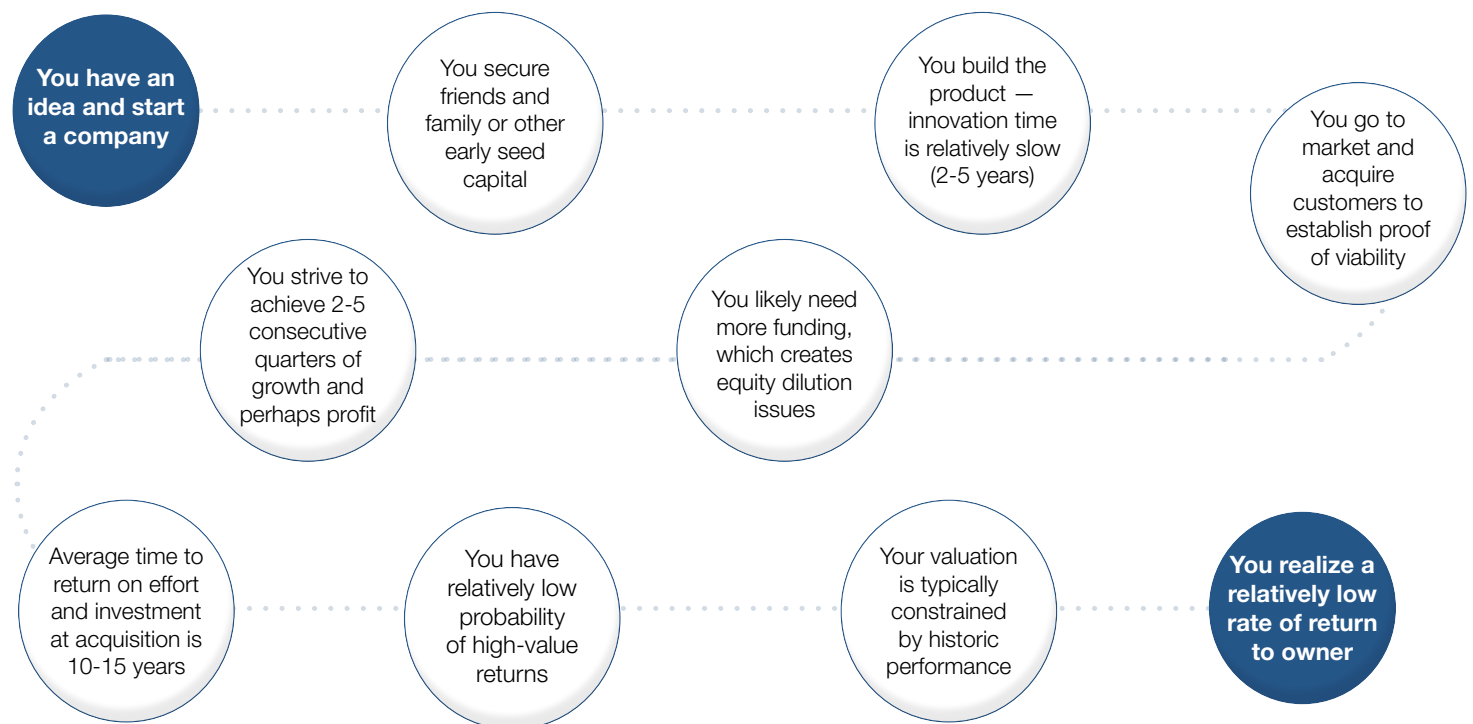 You have an
idea and start
a company
You secure
friends and
family or other
early seed
capital
You build the
product —
innovation time
is relatively slow
(2-5 years)
You go to
market and
acquire
customers to
establish proof
of viability
You likely need
more funding,
which creates
equity dilution
issues
You strive to
achieve 2-5
consecutive
quarters of
growth and
perhaps profit
Average time to
return on effort
and investment
at acquisition is
10-15 years
You have
relatively low
probability
of high-value
returns
Your valuation
is typically
constrained
by historic
performance
You realize a
relatively low
rate of return
to owner